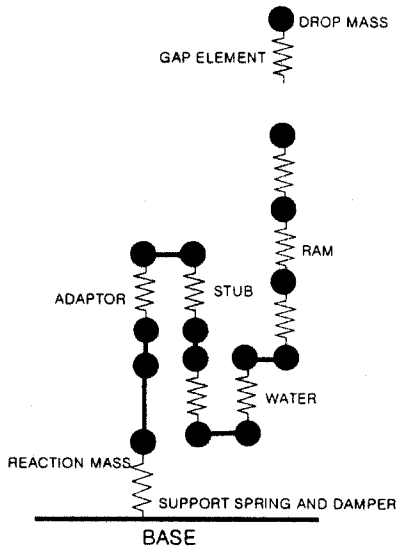 DROP MASS
GAP ELEMENT
RAM
ADAPTOR
STUB
WATER
REACTION MASS
SUPPORT SPRING AND DAMPER
BASE